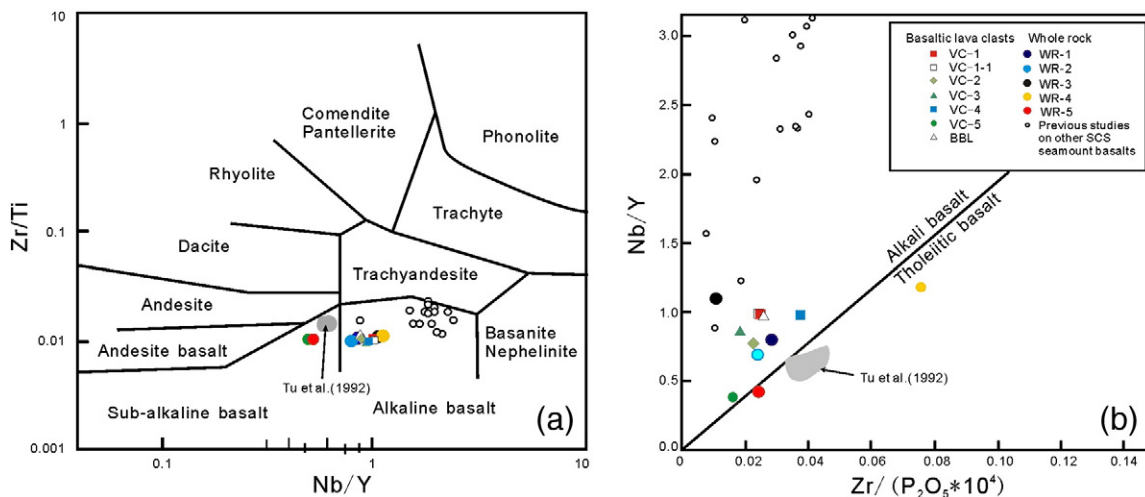 10
1
0.1
0.01
0.001
Zr/Ti
Comendite
Pantellerite
Phonolite
Rhyolite
Trachyte
Dacite
Trachyandesite
Andesite
Andesite basalt
Basanite
Nephelinite
Tu et al.(1992)
Sub-alkaline basalt
Alkaline basalt
(a)
0.1
1
10
Nb/Y
3.0
2.5
2.0
1.5
1.0
0.5
0.0
Nb/Y
Basaltic lava clasts
VC-1
VC-1-1
VC-2
VC-3
VC-4
VC-5
BBL
Whole rock
WR-1
WR-2
WR-3
WR-4
WR-5
Previous studies
on other SCS
seamount basalts
Alkali basalt
Tholeiitic basalt
Tu et al.(1992)
(b)
0
0.02
0.04
0.06
0.08
0.10
0.12
0.14
Zr/ (P₂O₅*10⁴)